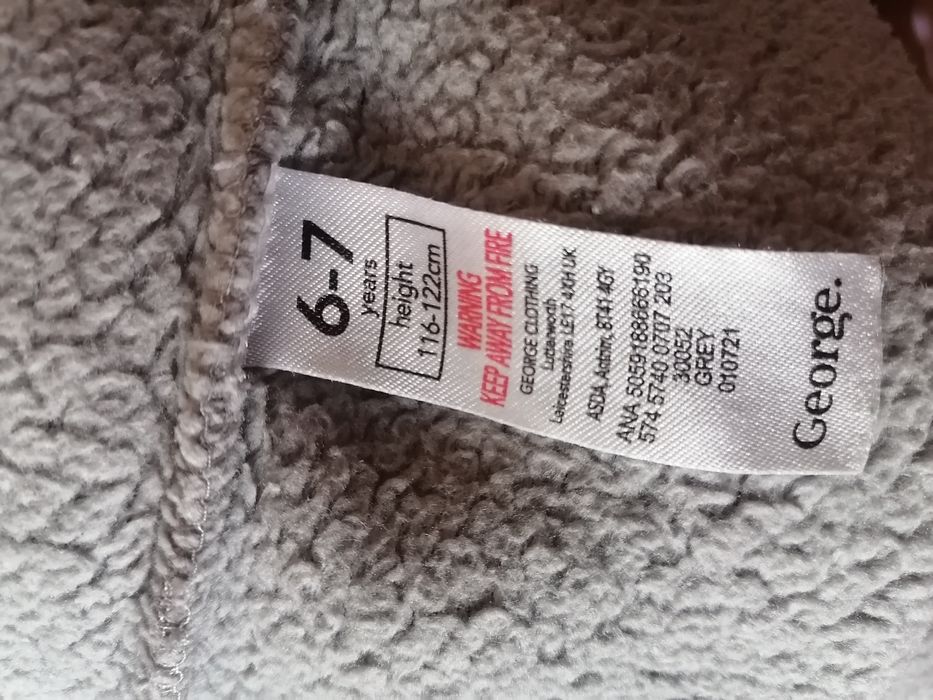 6-7
years
height
116-122cm
WARNING
KEEP AWAY FROM FIRE
GEORGE CLOTHING
Lutterworth
Leicestershire LE17 4XH UK
ASDA, Antrim, BT41 4GY
ANA 5059188666190
574 5740 0707 203
30052
GREY
010721
George.